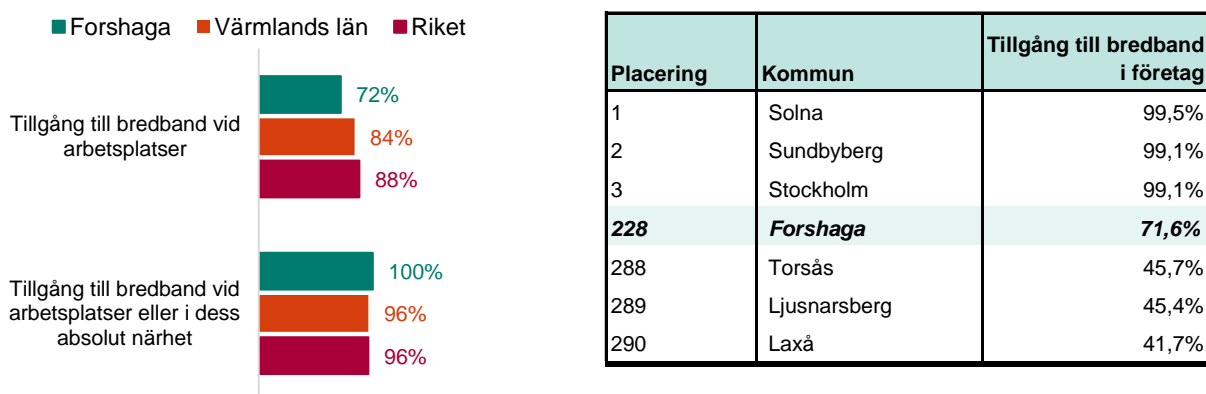 Forshaga Värmlands län Riket
Tillgång till bredband vid
arbetsplatser
72%
84%
88%
Tillgång till bredband vid
arbetsplatser eller i dess
absolut närhet
100%
96%
96%
Placering Kommun Tillgång till bredband
i företag
1 Solna 99,5%
2 Sundbyberg 99,1%
3 Stockholm 99,1%
228 Forshaga 71,6%
288 Torsås 45,7%
289 Ljusnarsberg 45,4%
290 Laxå 41,7%